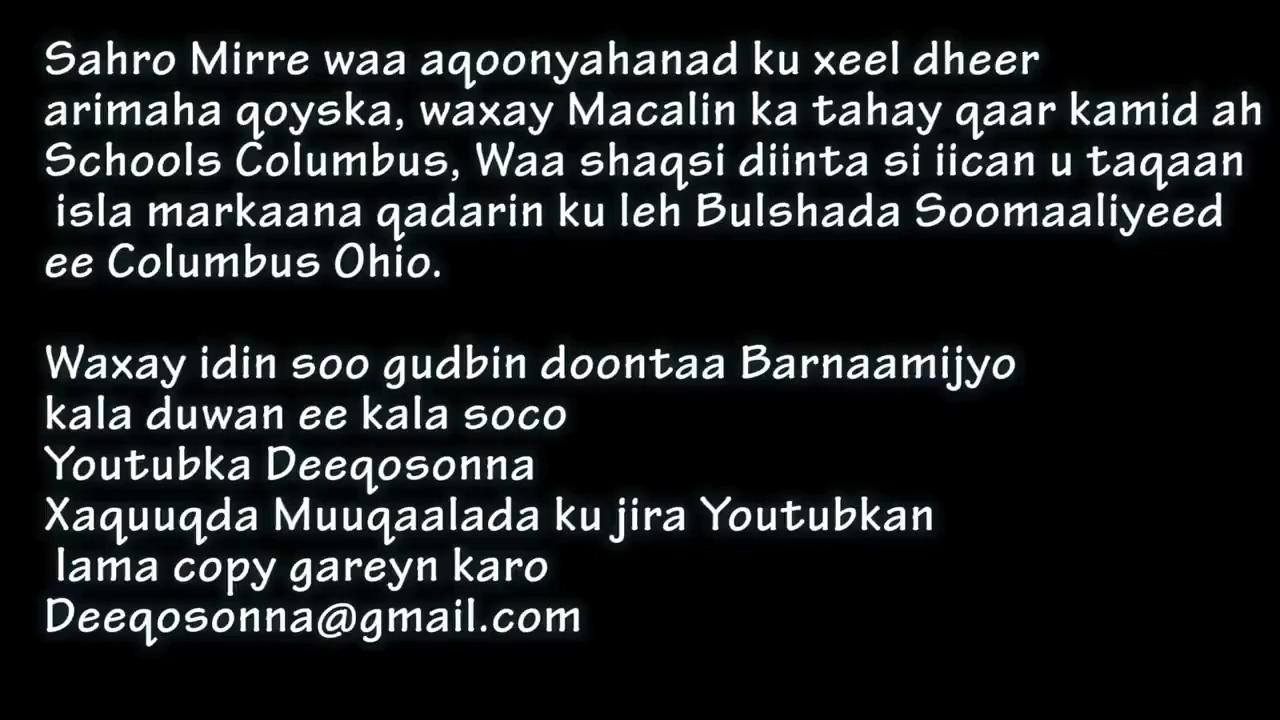 Sahro Mirre waa aqoonyahanad ku xeel dheer
arimaha qoyska, waxay Macalin ka tahay qaar kamid ah
Schools Columbus, Waa shaqsi diinta si iican u taqaan
isla markaana qadarin ku leh Bulshada Soomaaliyeed
ee Columbus Ohio.
Waxay idin soo gudbin doontaa Barnaamijyo
kala duwan ee kala soco
Youtubka Deeqosonna
Xaquuqda Muuqaalada ku jira Youtubkan
lama copy gareyn karo
Deeqosonna@gmail.com